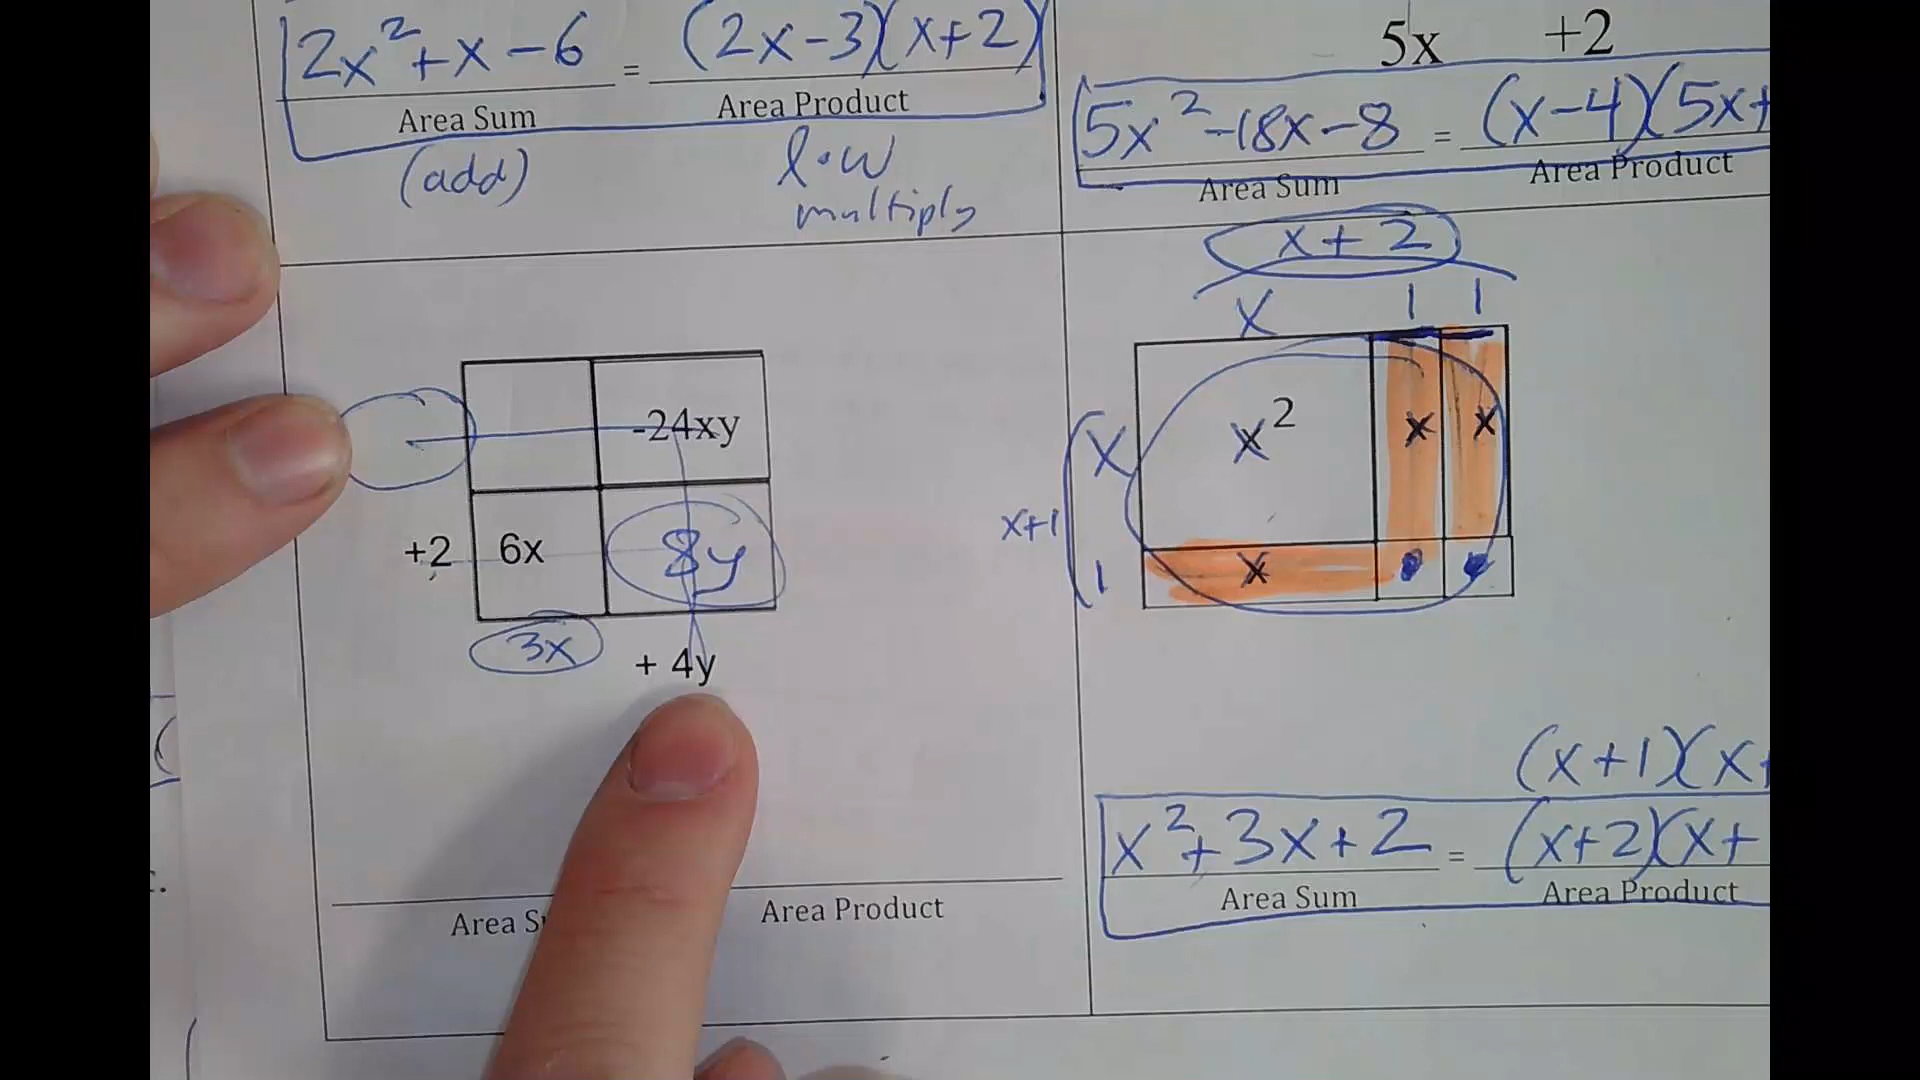 2x² + x - 6 = (2x-3)(x+2)
Area Sum Area Product
(add) l·w
multiply
5x +2
5x² - 18x - 8 = (x-4)(5x+
Area Sum Area Product
-24xy
+2 6x 8y
3x + 4y
Area S
Area Product
x+2
x 1 1
x x² x x
x+1
1 x
(x+1)(x+
x² + 3x + 2 = (x+2)(x+
Area Sum Area Product